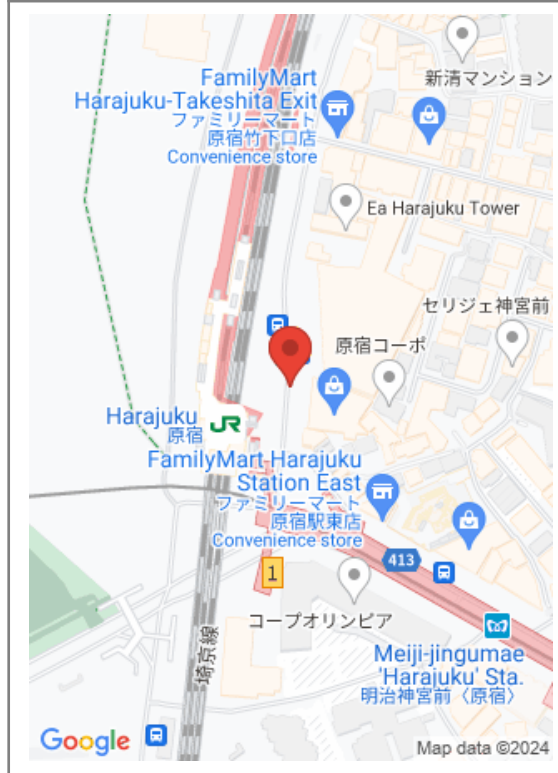 新清マンション
FamilyMart
Harajuku-Takeshita Exit
ファミリーマート
原宿竹下口店
Convenience store
Ea Harajuku Tower
セリジェ神宮前
原宿コーポ
Harajuku
原宿
JR
FamilyMart Harajuku
Station East
ファミリーマート
原宿駅東店
Convenience store
413
1
コープオリンピア
埼京線
Meiji-jingumae
'Harajuku' Sta.
明治神宮前〈原宿〉
Google
Map data ©2024